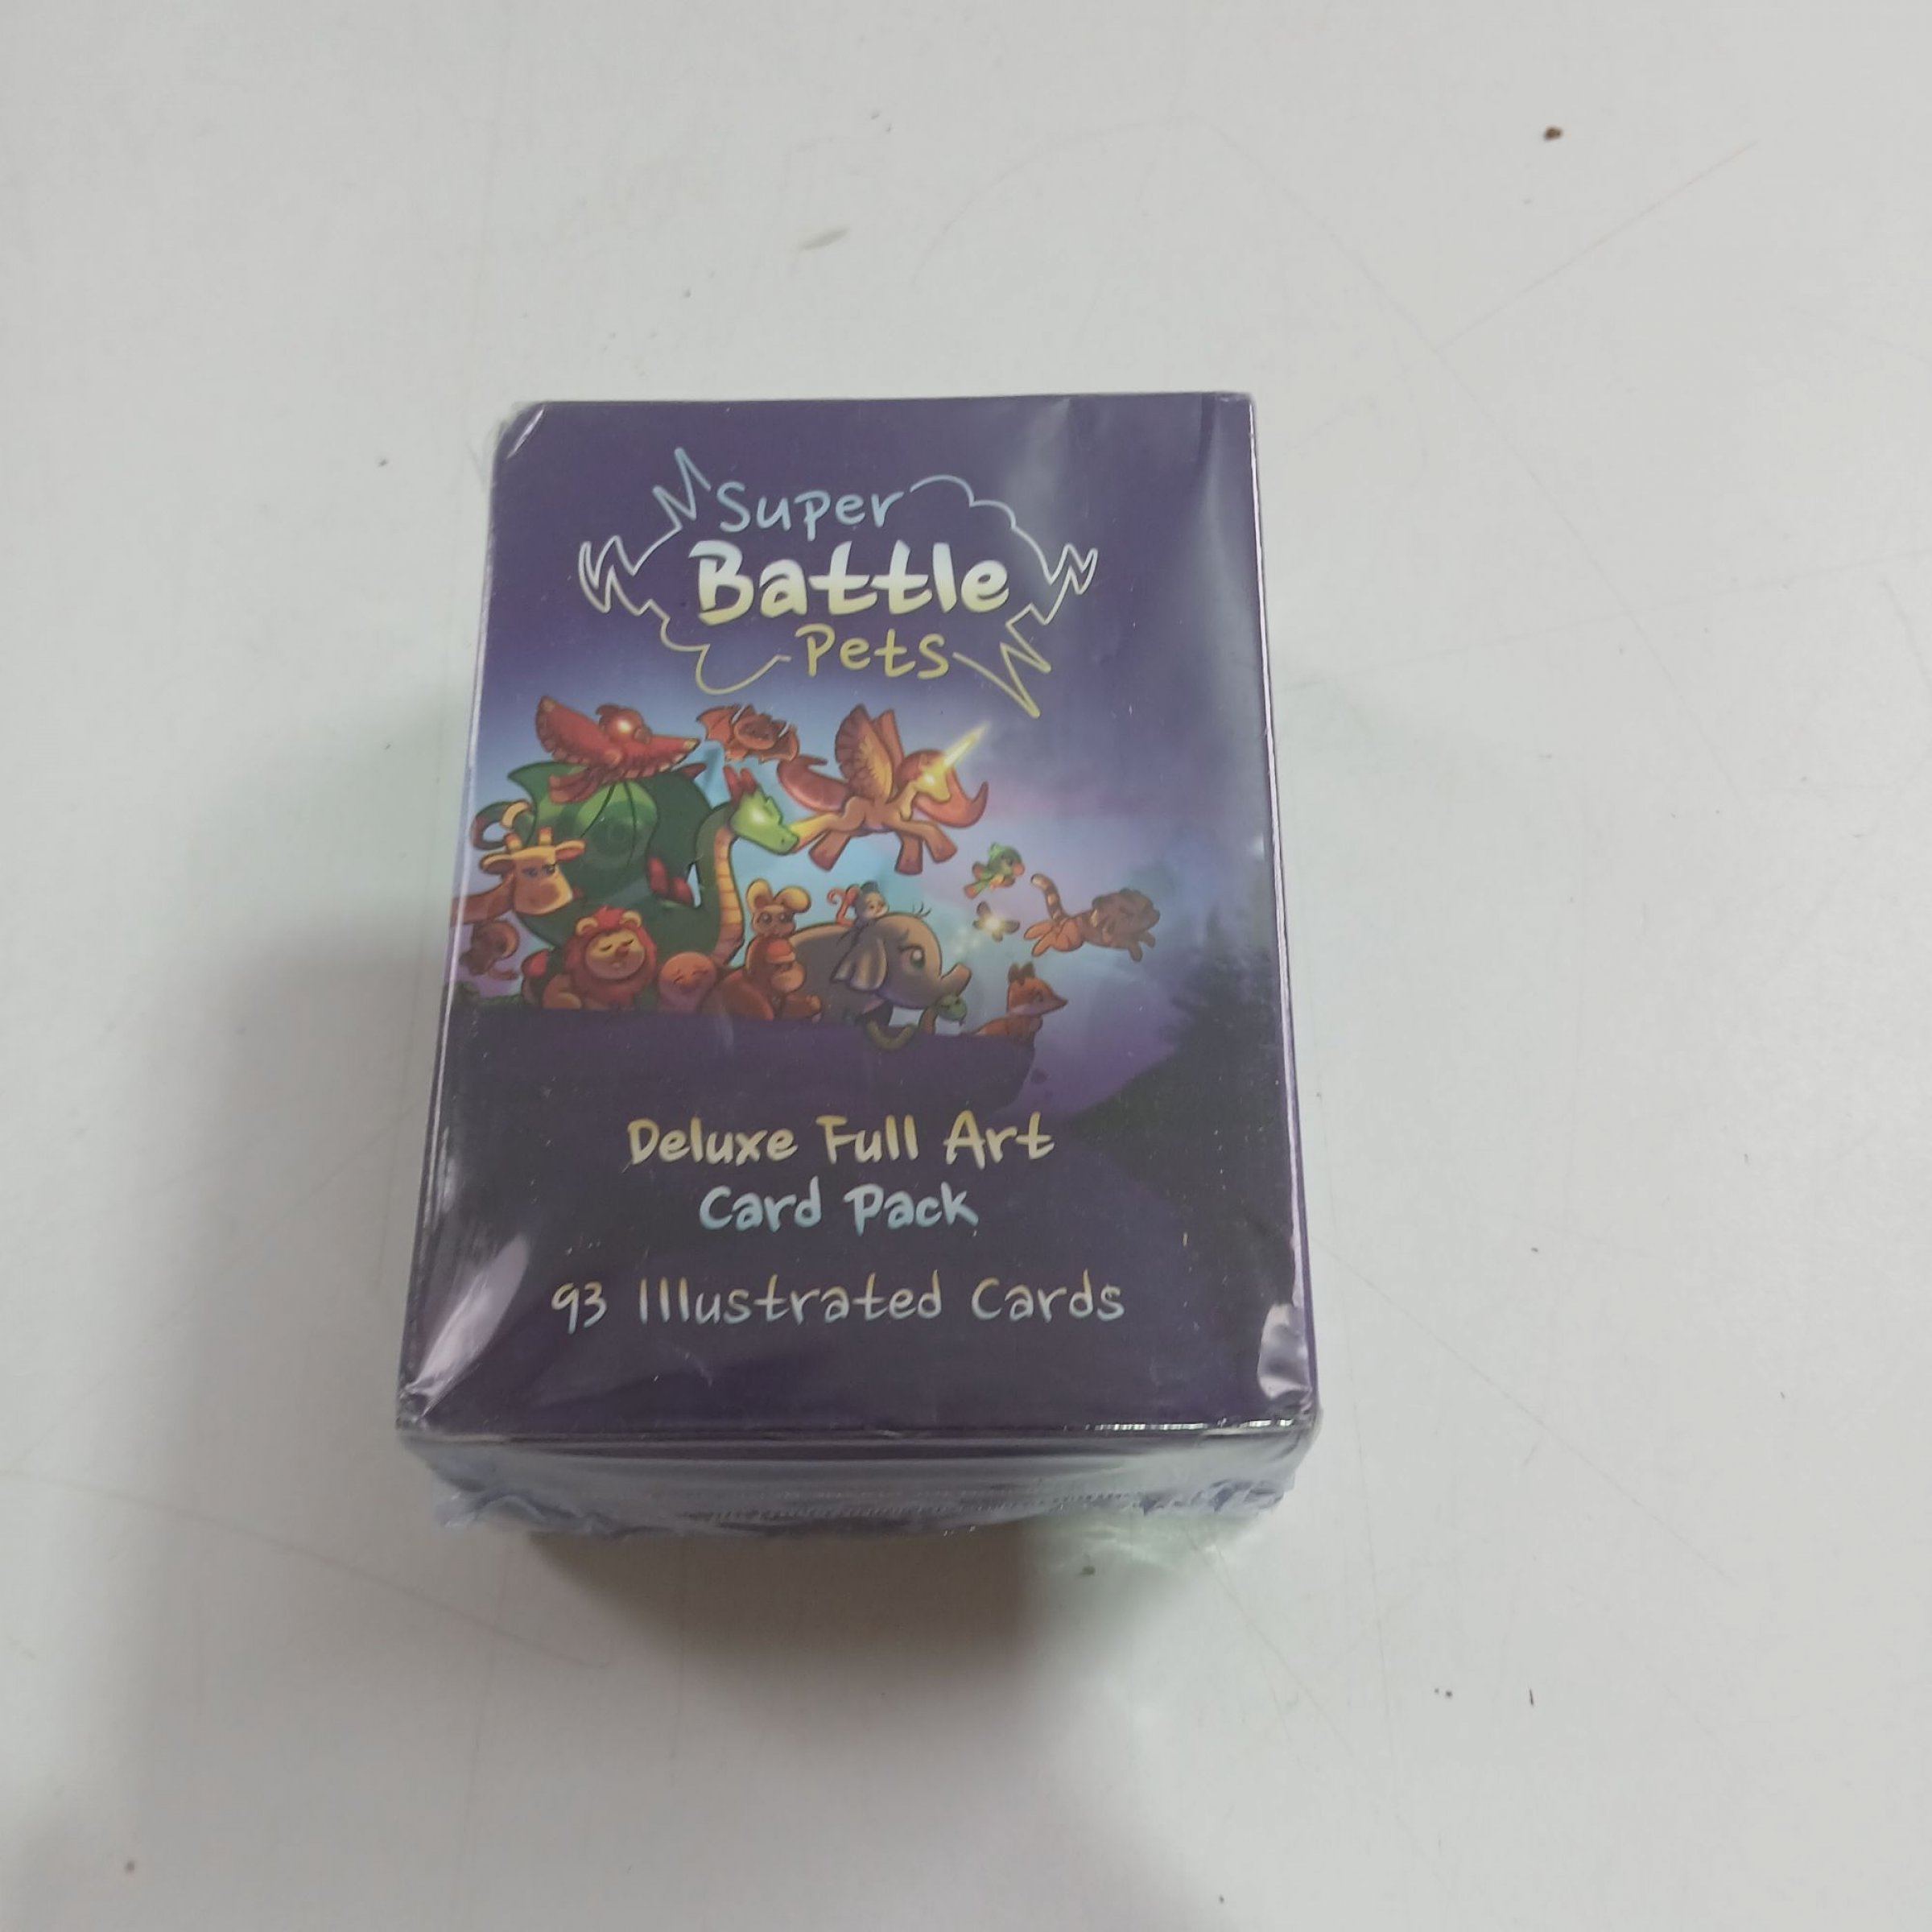 Super
Battle
Pets
Deluxe Full Art
Card Pack
93 Illustrated Cards